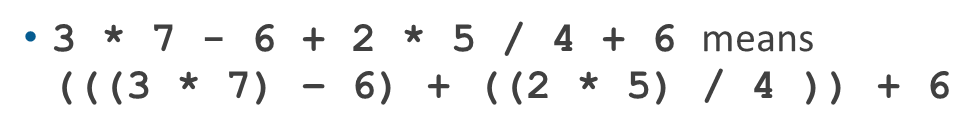 • 3 * 7 - 6 + 2 * 5 / 4 + 6 means
(((3 * 7) - 6) + ((2 * 5) / 4 )) + 6